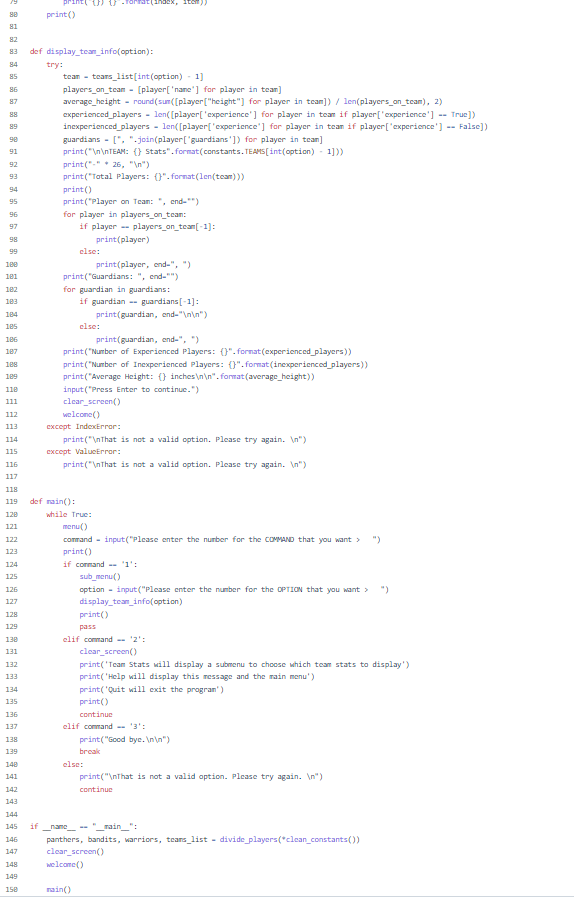 79         print("{}) {}".format(index, item))
80     print()
81
82
83 def display_team_info(option):
84     try:
85         team = teams_list[int(option) - 1]
86         players_on_team = [player['name'] for player in team]
87         average_height = round(sum([player["height"] for player in team]) / len(players_on_team), 2)
88         experienced_players = len([player['experience'] for player in team if player['experience'] == True])
89         inexperienced_players = len([player['experience'] for player in team if player['experience'] == False])
90         guardians = [", ".join(player['guardians']) for player in team]
91         print("\n\nTEAM: {} Stats".format(constants.TEAMS[int(option) - 1]))
92         print("-" * 26, "\n")
93         print("Total Players: {}".format(len(team)))
94         print()
95         print("Player on Team: ", end="")
96         for player in players_on_team:
97             if player == players_on_team[-1]:
98                 print(player)
99             else:
100                 print(player, end=", ")
101         print("Guardians: ", end="")
102         for guardian in guardians:
103             if guardian == guardians[-1]:
104                 print(guardian, end="\n\n")
105             else:
106                 print(guardian, end=", ")
107         print("Number of Experienced Players: {}".format(experienced_players))
108         print("Number of Inexperienced Players: {}".format(inexperienced_players))
109         print("Average Height: {} inches\n\n".format(average_height))
110         input("Press Enter to continue.")
111         clear_screen()
112         welcome()
113     except IndexError:
114         print("\nThat is not a valid option. Please try again. \n")
115     except ValueError:
116         print("\nThat is not a valid option. Please try again. \n")
117
118
119 def main():
120     while True:
121         menu()
122         command = input("Please enter the number for the COMMAND that you want >   ")
123         print()
124         if command == '1':
125             sub_menu()
126             option = input("Please enter the number for the OPTION that you want >   ")
127             display_team_info(option)
128             print()
129             pass
130         elif command == '2':
131             clear_screen()
132             print('Team Stats will display a submenu to choose which team stats to display')
133             print('Help will display this message and the main menu')
134             print('Quit will exit the program')
135             print()
136             continue
137         elif command == '3':
138             print("Good bye.\n\n")
139             break
140         else:
141             print("\nThat is not a valid option. Please try again. \n")
142             continue
143
144
145 if __name__ == "__main__":
146     panthers, bandits, warriors, teams_list = divide_players(*clean_constants())
147     clear_screen()
148     welcome()
149
150     main()